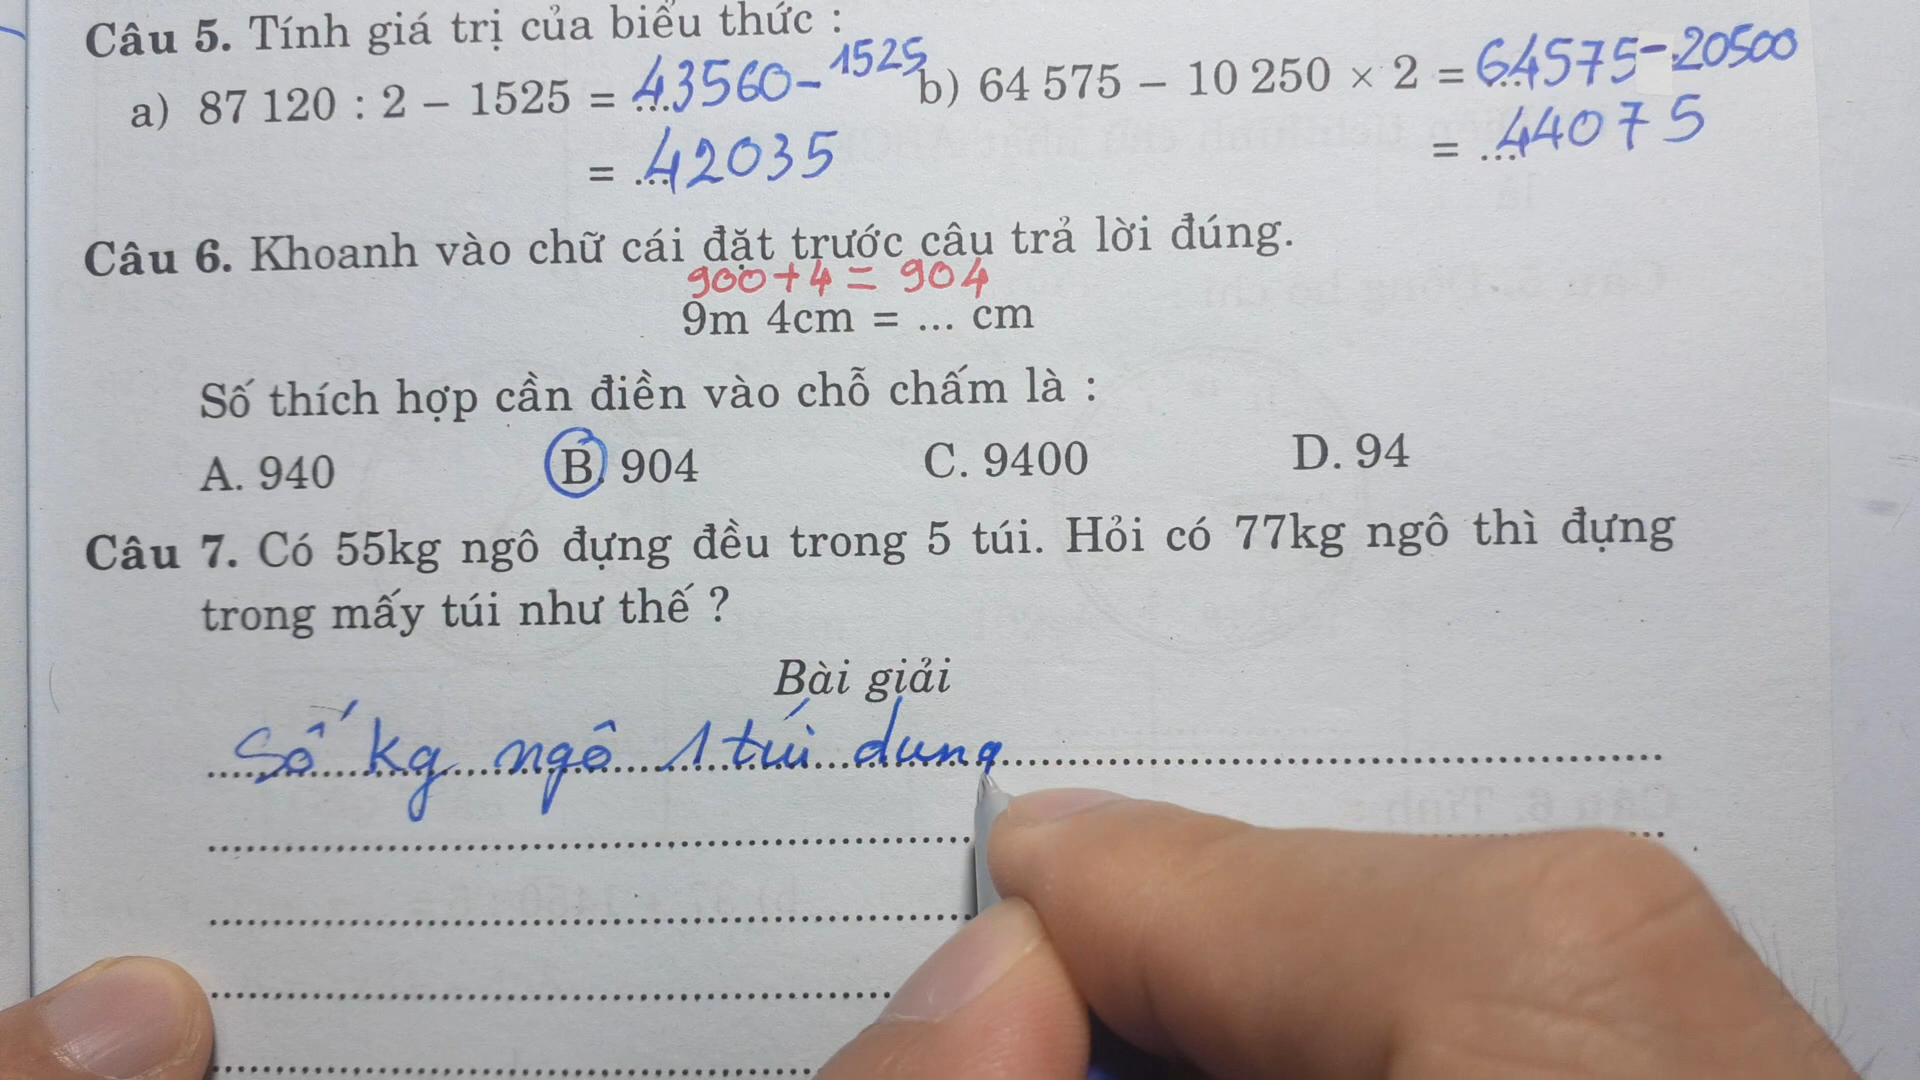 Câu 5. Tính giá trị của biểu thức :
a) 87 120 : 2 – 1525 = ...43560 - 1525 b) 64 575 – 10 250 × 2 = ...64575 - 20500
= ...42035 = ...44075
Câu 6. Khoanh vào chữ cái đặt trước câu trả lời đúng.
900 + 4 = 904
9m 4cm = ... cm
Số thích hợp cần điền vào chỗ chấm là :
A. 940 B. 904 C. 9400 D. 94
Câu 7. Có 55kg ngô đựng đều trong 5 túi. Hỏi có 77kg ngô thì đựng
trong mấy túi như thế ?
Bài giải
Số kg ngô 1 túi dung